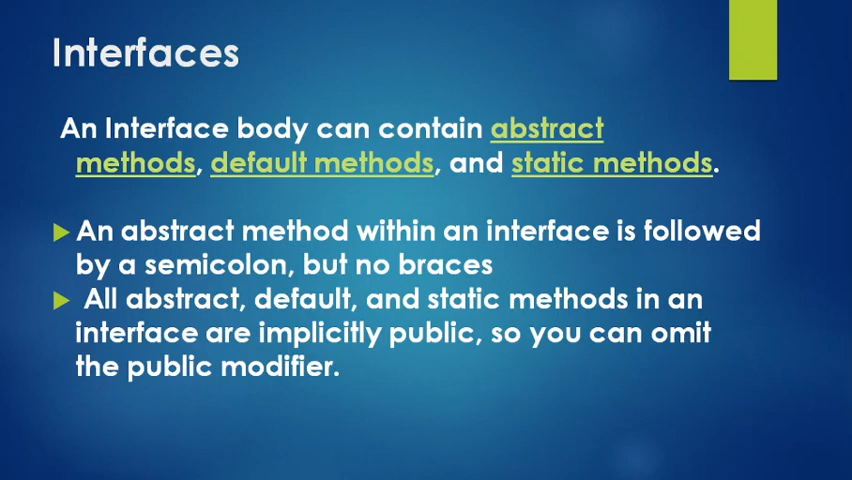 Interfaces
An Interface body can contain abstract
methods, default methods, and static methods.
An abstract method within an interface is followed
by a semicolon, but no braces
All abstract, default, and static methods in an
interface are implicitly public, so you can omit
the public modifier.